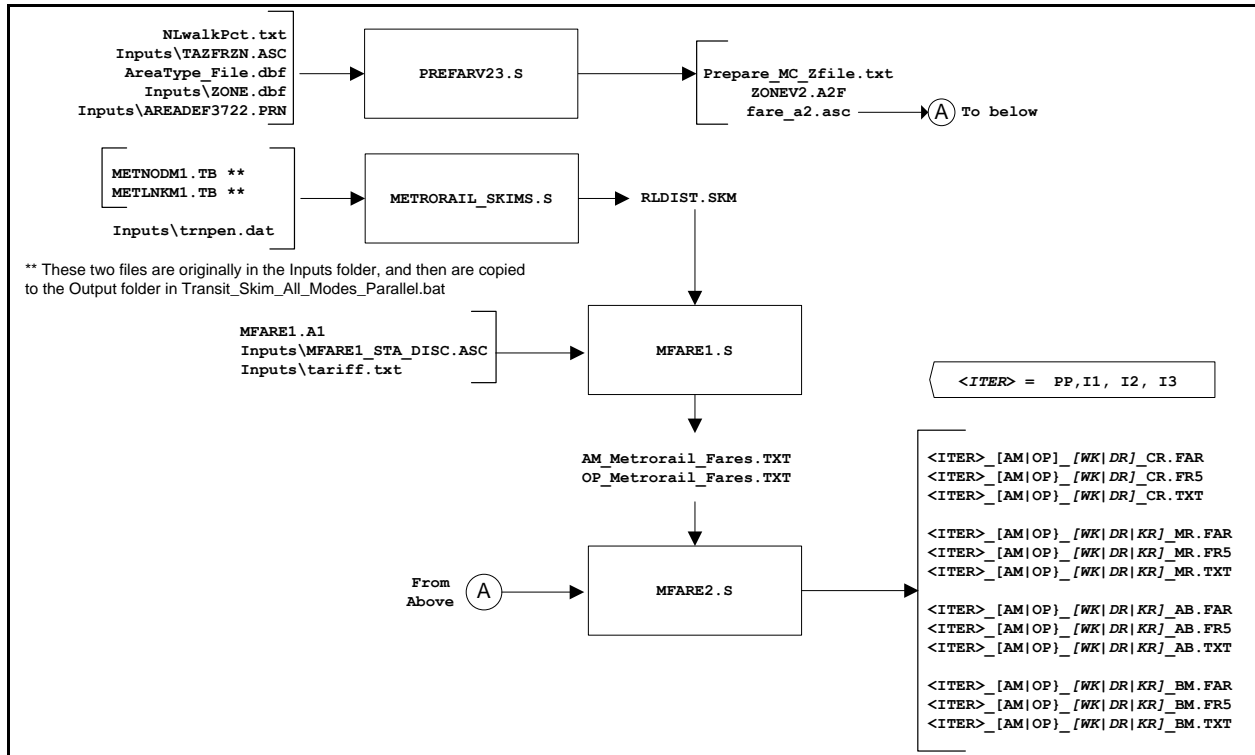 NLwalkPct.txt
Inputs\TAZFRZN.ASC
AreaType_File.dbf
Inputs\ZONE.dbf
Inputs\AREADEF3722.PRN
PREFARV23.S
Prepare_MC_Zfile.txt
ZONEV2.A2F
fare_a2.asc
A To below
METNODM1.TB **
METLNKM1.TB **
Inputs\trnpen.dat
METRORAIL_SKIMS.S
RLDIST.SKM
** These two files are originally in the Inputs folder, and then are copied
to the Output folder in Transit_Skim_All_Modes_Parallel.bat
MFARE1.A1
Inputs\MFARE1_STA_DISC.ASC
Inputs\tariff.txt
MFARE1.S
<ITER> = PP,I1, I2, I3
AM_Metrorail_Fares.TXT
OP_Metrorail_Fares.TXT
From
Above
A
MFARE2.S
<ITER>_[AM|OP]_[WK|DR]_CR.FAR
<ITER>_[AM|OP}_[WK|DR]_CR.FR5
<ITER>_[AM|OP}_[WK|DR]_CR.TXT
<ITER>_[AM|OP}_[WK|DR|KR]_MR.FAR
<ITER>_[AM|OP}_[WK|DR|KR]_MR.FR5
<ITER>_[AM|OP}_[WK|DR|KR]_MR.TXT
<ITER>_[AM|OP}_[WK|DR|KR]_AB.FAR
<ITER>_[AM|OP}_[WK|DR|KR]_AB.FR5
<ITER>_[AM|OP}_[WK|DR|KR]_AB.TXT
<ITER>_[AM|OP}_[WK|DR|KR]_BM.FAR
<ITER>_[AM|OP}_[WK|DR|KR]_BM.FR5
<ITER>_[AM|OP}_[WK|DR|KR]_BM.TXT